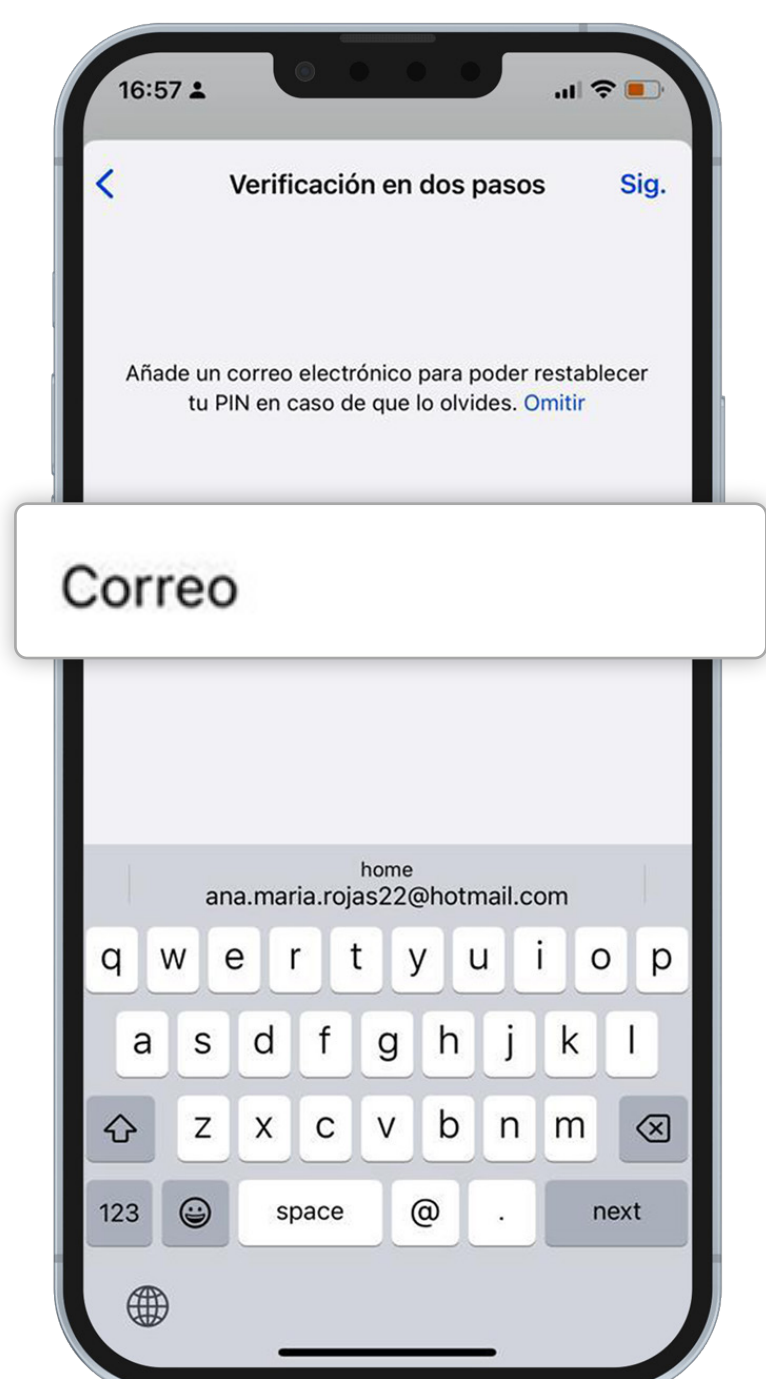 16:57
Verificación en dos pasos
Sig.
Añade un correo electrónico para poder restablecer
tu PIN en caso de que lo olvides. Omitir
Correo
home
ana.maria.rojas22@hotmail.com
q w e r t y u i o p
a s d f g h j k l
z x c v b n m
123 space @ . next